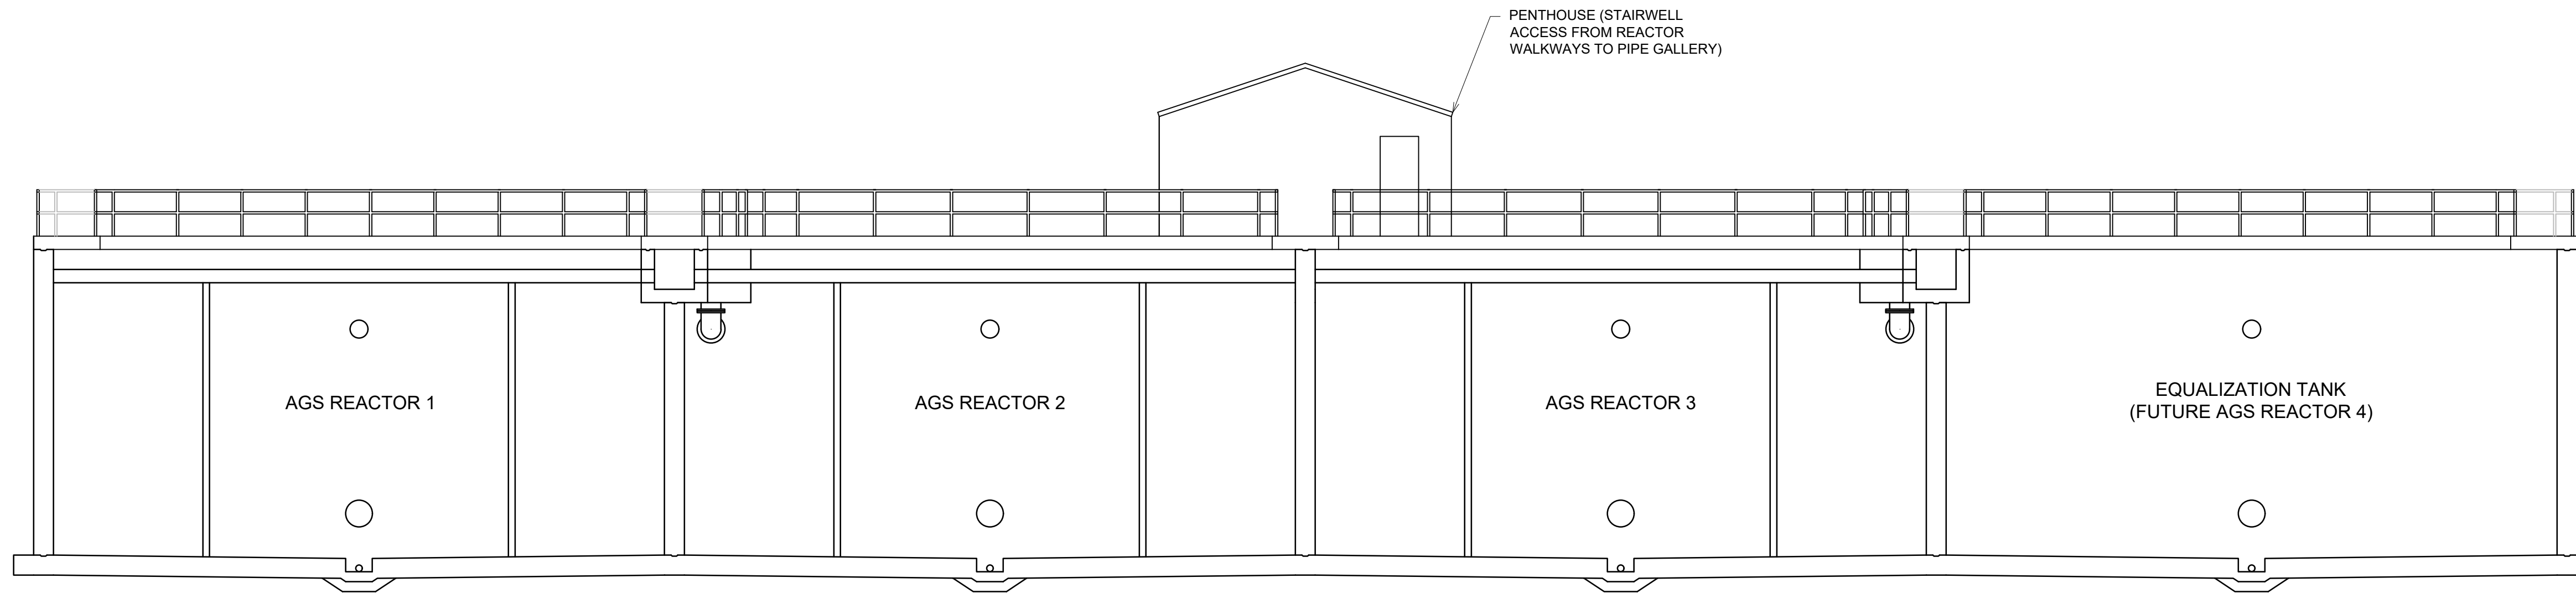 PENTHOUSE (STAIRWELL
ACCESS FROM REACTOR
WALKWAYS TO PIPE GALLERY)
AGS REACTOR 1
AGS REACTOR 2
AGS REACTOR 3
EQUALIZATION TANK
(FUTURE AGS REACTOR 4)